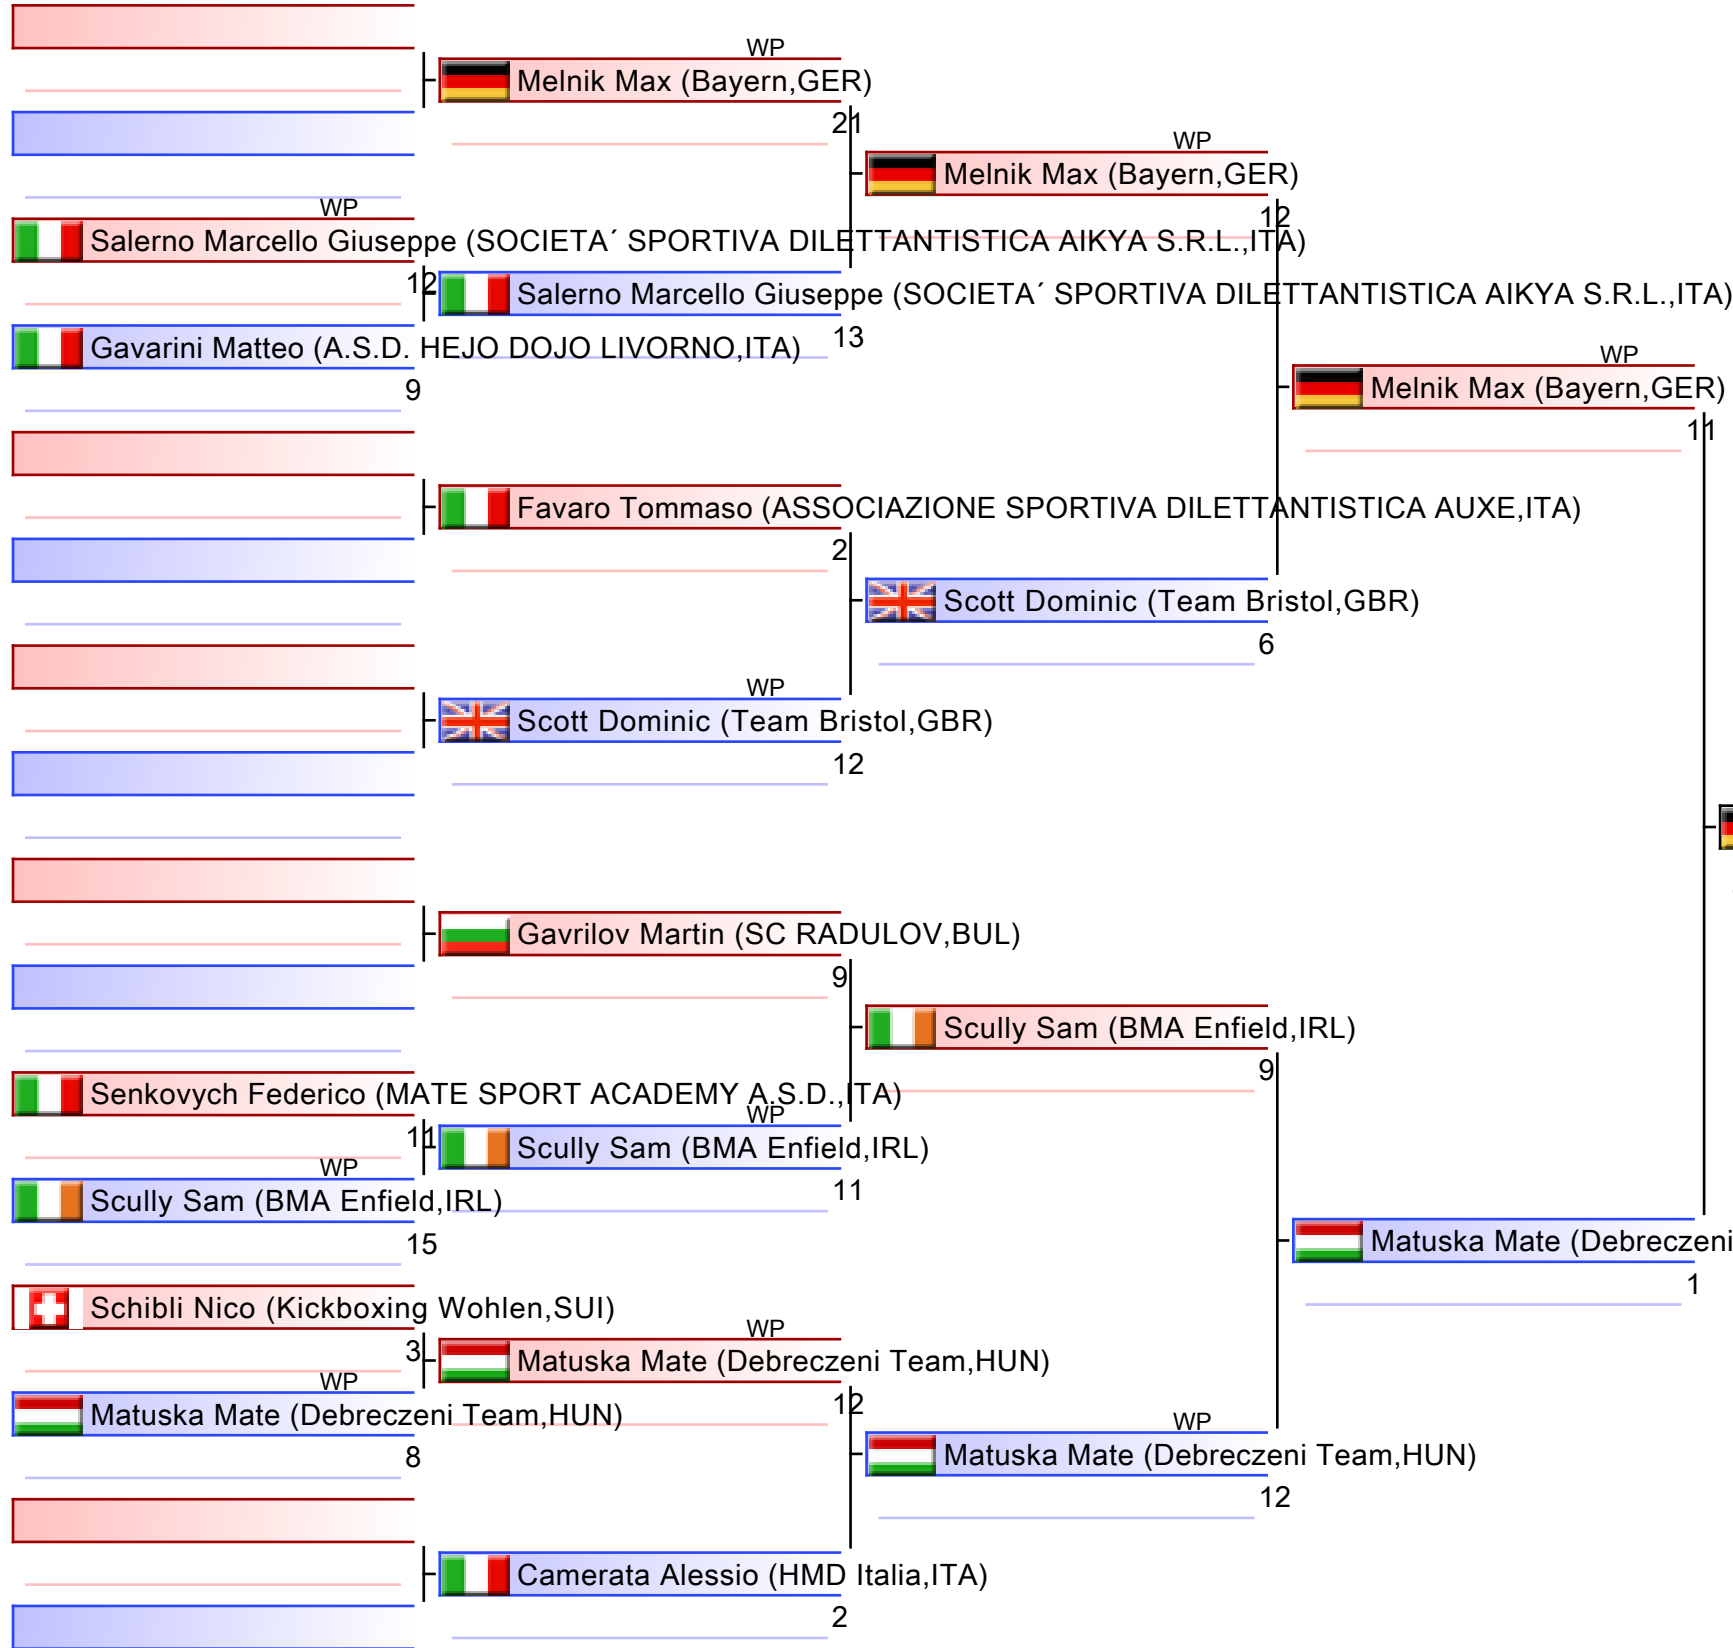 WP
Melnik Max (Bayern,GER)
21
WP
Melnik Max (Bayern,GER)
12
WP
Salerno Marcello Giuseppe (SOCIETA´ SPORTIVA DILETTANTISTICA AIKYA S.R.L.,ITA)
12
Salerno Marcello Giuseppe (SOCIETA´ SPORTIVA DILETTANTISTICA AIKYA S.R.L.,ITA)
13
Gavarini Matteo (A.S.D. HEJO DOJO LIVORNO,ITA)
9
WP
Melnik Max (Bayern,GER)
11
Favaro Tommaso (ASSOCIAZIONE SPORTIVA DILETTANTISTICA AUXE,ITA)
2
Scott Dominic (Team Bristol,GBR)
6
WP
Scott Dominic (Team Bristol,GBR)
12
Gavrilov Martin (SC RADULOV,BUL)
9
Scully Sam (BMA Enfield,IRL)
9
Senkovych Federico (MATE SPORT ACADEMY A.S.D.,ITA)
11
WP
Scully Sam (BMA Enfield,IRL)
11
WP
Scully Sam (BMA Enfield,IRL)
15
Matuska Mate (Debreczeni
1
Schibli Nico (Kickboxing Wohlen,SUI)
3
WP
Matuska Mate (Debreczeni Team,HUN)
12
WP
Matuska Mate (Debreczeni Team,HUN)
8
WP
Matuska Mate (Debreczeni Team,HUN)
12
Camerata Alessio (HMD Italia,ITA)
2